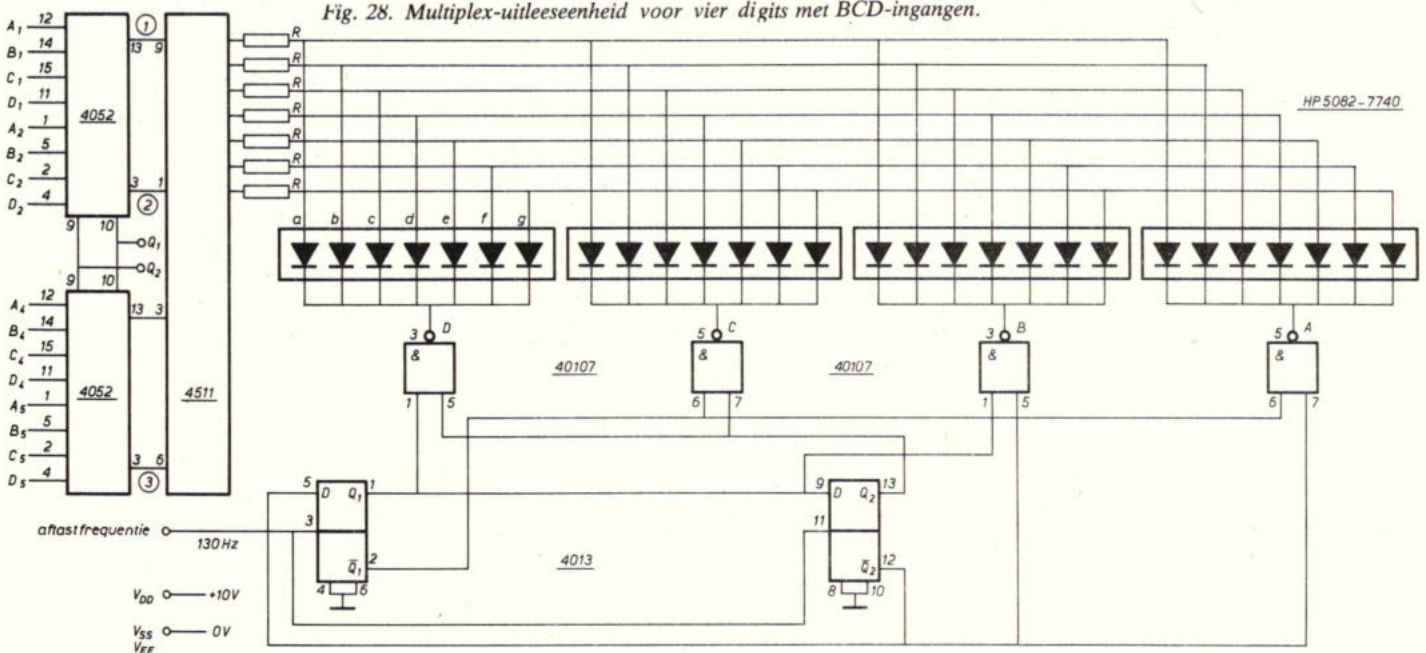 Fig. 28. Multiplex-uitleeseenheid voor vier digits met BCD-ingangen.
A1 12
B1 14
C1 15
D1 11
A2 1
B2 5
C2 2
D2 4
4052
1
13 9
3 1
2
9 10
Q1
Q2
9 10
A4 12
B4 14
C4 15
D4 11
A5 1
B5 5
C5 2
D5 4
4052
13 3
3 6
3
4511
R
R
R
R
R
R
R
HP 5082-7740
a b c d e f g
3 D
&
1 5
40107
5 C
&
6 7
40107
3 B
&
1 5
5 A
&
6 7
aftastfrequentie
130 Hz
5 D Q1 1
3
Q̅1 2
4 6
4013
9 D Q2 13
11
Q̅2 12
8 10
VDD +10V
VSS 0V
VEE